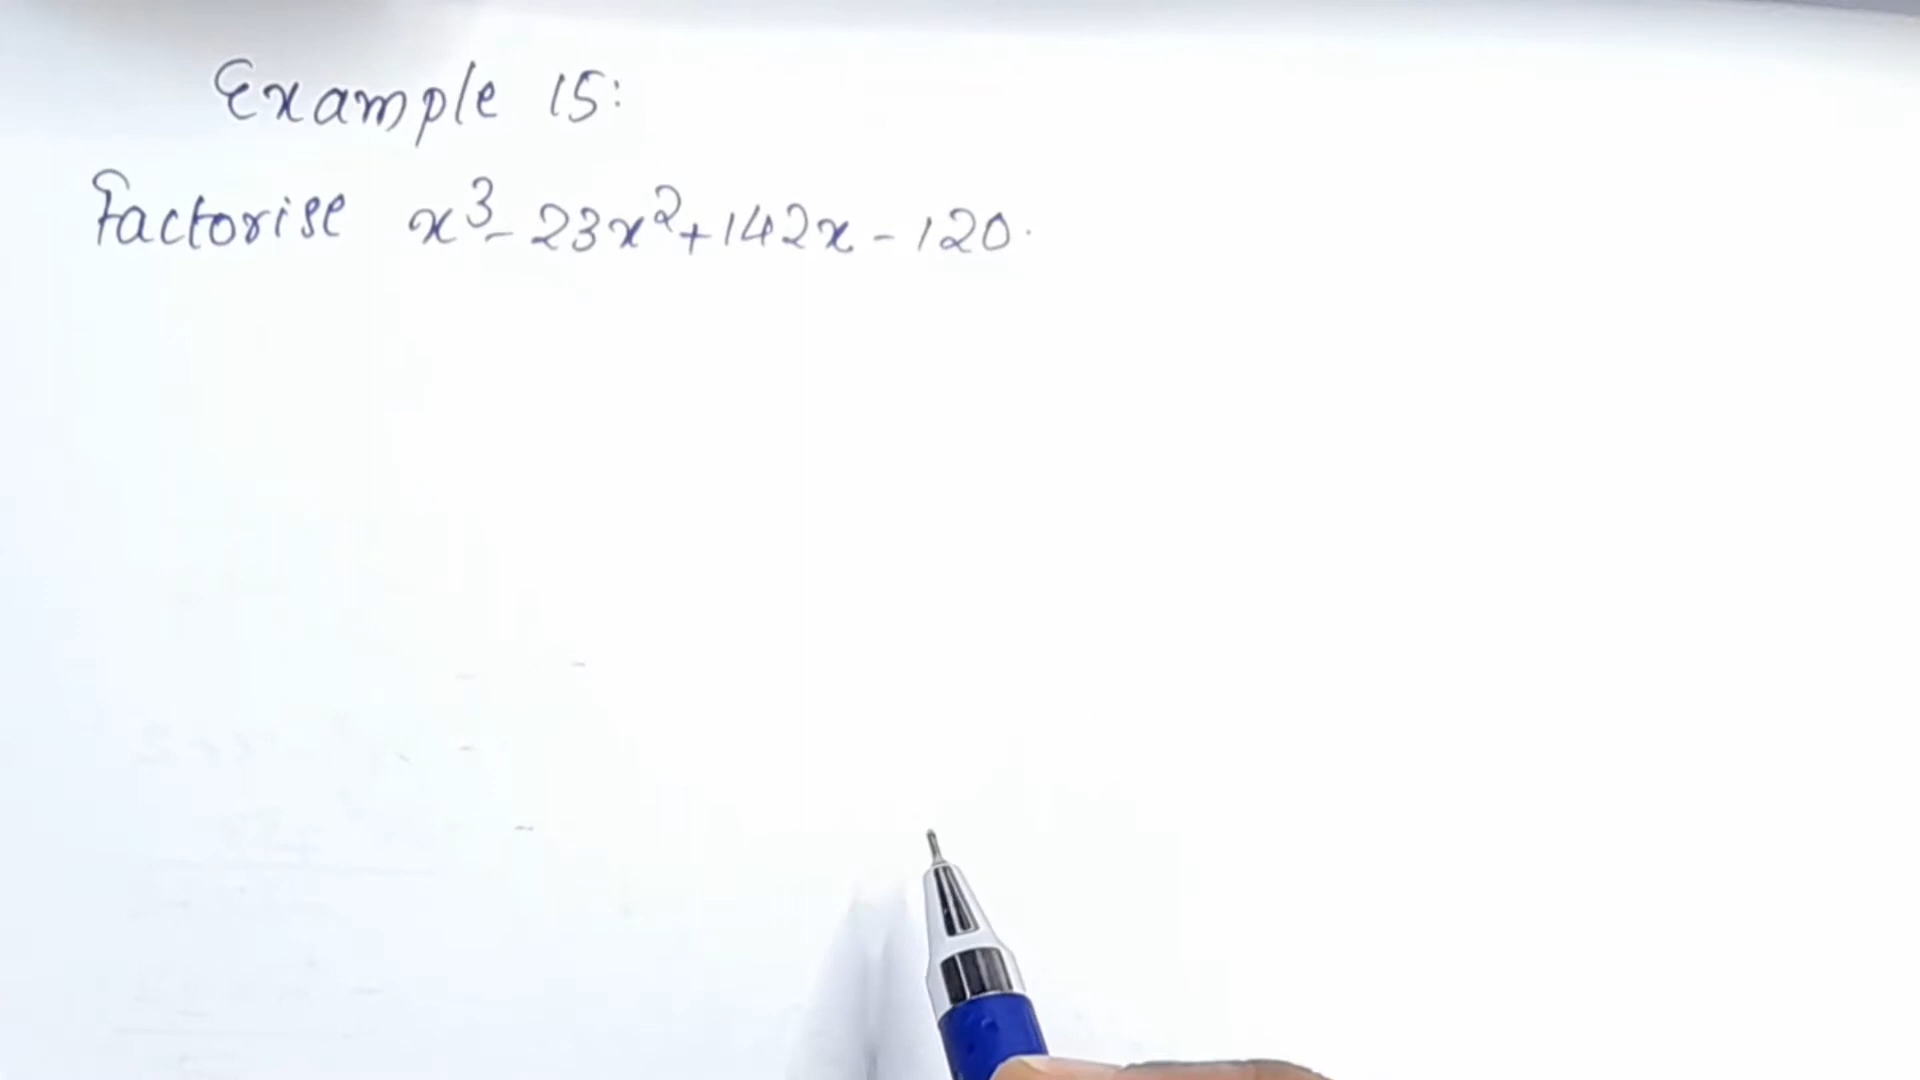 Example 15:
Factorise x³ - 23x² + 142x - 120.